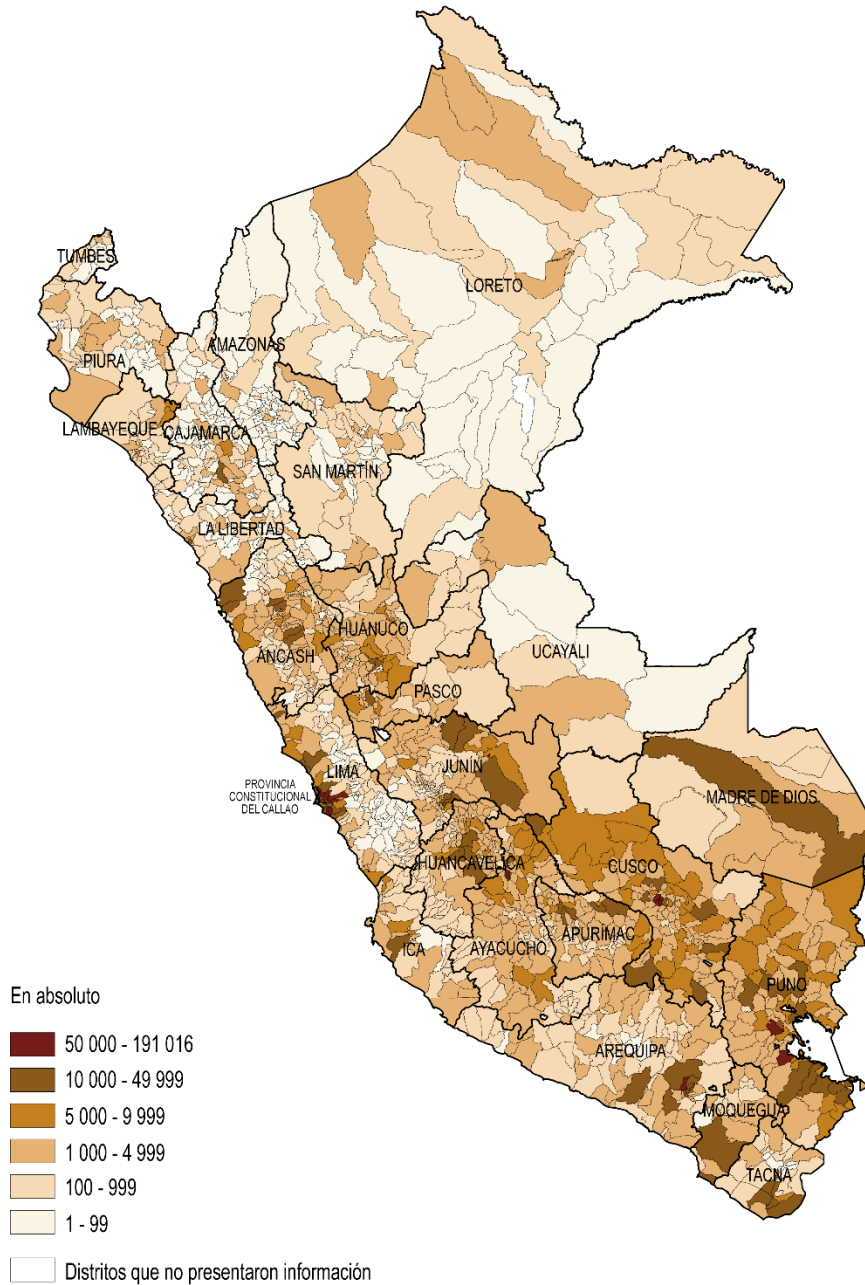 TUMBES
LORETO
AMAZONAS
PIURA
LAMBAYEQUE
CAJAMARCA
SAN MARTÍN
LA LIBERTAD
HUÁNUCO
ANCASH
UCAYALI
PASCO
LIMA
JUNÍN
PROVINCIA
CONSTITUCIONAL
DEL CALLAO
MADRE DE DIOS
HUANCAVELICA
CUSCO
ICA
AYACUCHO
APURÍMAC
PUNO
AREQUIPA
MOQUEGUA
TACNA
En absoluto
50 000 - 191 016
10 000 - 49 999
5 000 - 9 999
1 000 - 4 999
100 - 999
1 - 99
Distritos que no presentaron información